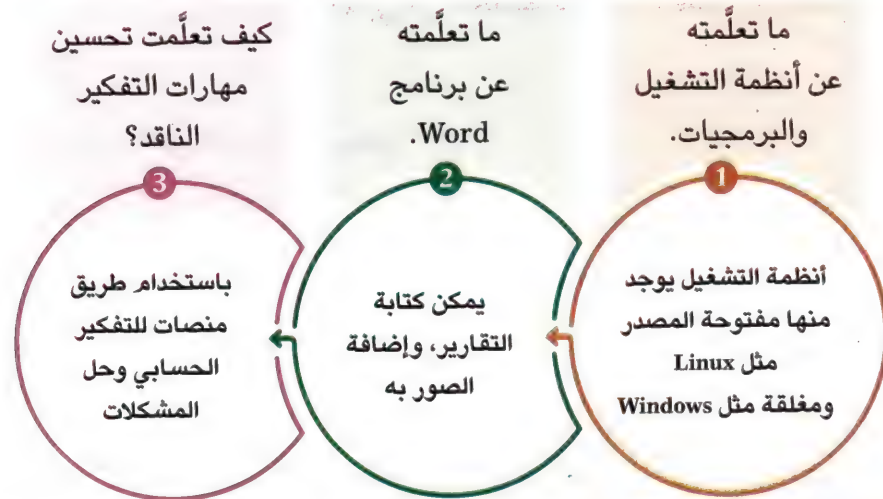 ما تعلَّمته
عن أنظمة التشغيل
والبرمجيات.
1
أنظمة التشغيل يوجد
منها مفتوحة المصدر
مثل Linux
ومغلقة مثل Windows
ما تعلَّمته
عن برنامج
Word.
2
يمكن كتابة
التقارير، وإضافة
الصور به
كيف تعلَّمت تحسين
مهارات التفكير
الناقد؟
3
باستخدام طريق
منصات للتفكير
الحسابي وحل
المشكلات